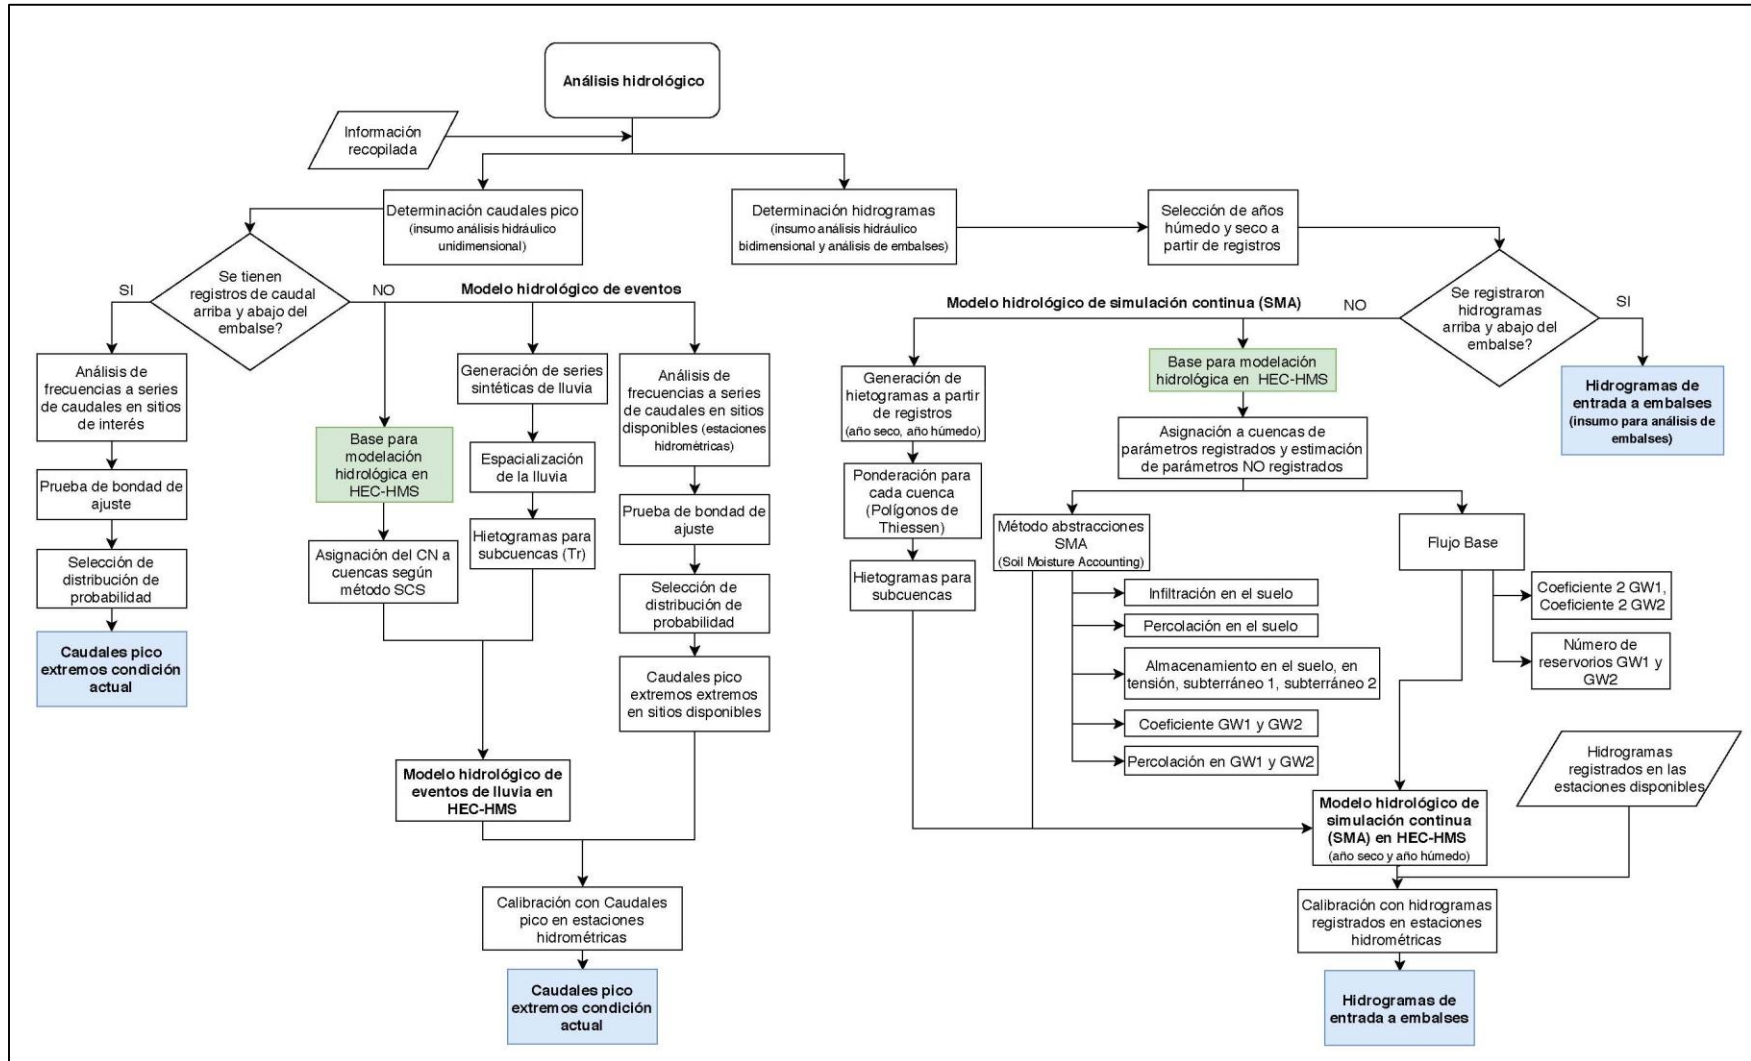 Análisis hidrológico
Información
recopilada
Determinación caudales pico
(insumo análisis hidráulico
unidimensional)
Determinación hidrogramas
(insumo análisis hidráulico
bidimensional y análisis de embalses)
Selección de años
húmedo y seco a
partir de registros
Se tienen
registros de caudal
arriba y abajo del
embalse?
SI
NO
Modelo hidrológico de eventos
Análisis de
frecuencias a series
de caudales en sitios
de interés
Prueba de bondad de
ajuste
Selección de
distribución de
probabilidad
Caudales pico
extremos condición
actual
Base para
modelación
hidrológica en
HEC-HMS
Asignación del CN a
cuencas según
método SCS
Generación de series
sintéticas de lluvia
Espacialización
de la lluvia
Hietogramas para
subcuencas (Tr)
Análisis de
frecuencias a series
de caudales en sitios
disponibles (estaciones
hidrométricas)
Prueba de bondad de
ajuste
Selección de
distribución de
probabilidad
Caudales pico
extremos extremos
en sitios disponibles
Modelo hidrológico de
eventos de lluvia en
HEC-HMS
Calibración con Caudales
pico en estaciones
hidrométricas
Caudales pico
extremos condición
actual
Se registraron
hidrogramas
arriba y abajo del
embalse?
SI
NO
Modelo hidrológico de simulación continua (SMA)
Hidrogramas de
entrada a embalses
(insumo para análisis de
embalses)
Generación de
hietogramas a partir
de registros
(año seco, año húmedo)
Ponderación para
cada cuenca
(Polígonos de
Thiessen)
Hietogramas para
subcuencas
Base para modelación
hidrológica en HEC-HMS
Asignación a cuencas de
parámetros registrados y estimación
de parámetros NO registrados
Método abstracciones
SMA
(Soil Moisture Accounting)
Infiltración en el suelo
Percolación en el suelo
Almacenamiento en el suelo, en
tensión, subterráneo 1, subterráneo 2
Coeficiente GW1 y GW2
Percolación en GW1 y GW2
Flujo Base
Coeficiente 2 GW1,
Coeficiente 2 GW2
Número de
reservorios GW1 y
GW2
Hidrogramas
registrados en las
estaciones disponibles
Modelo hidrológico de
simulación continua
(SMA) en HEC-HMS
(año seco y año húmedo)
Calibración con hidrogramas
registrados en estaciones
hidrométricas
Hidrogramas de
entrada a embalses